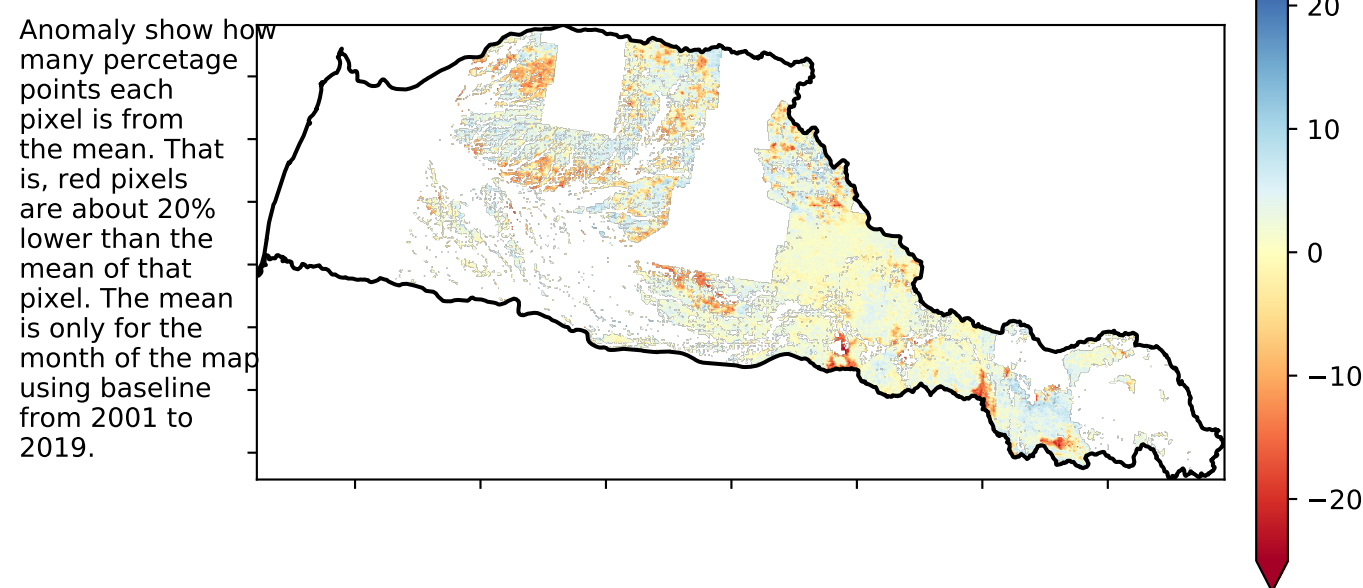 Anomaly show how
many percetage
points each
pixel is from
the mean. That
is, red pixels
are about 20%
lower than the
mean of that
pixel. The mean
is only for the
month of the map
using baseline
from 2001 to
2019.
20
10
0
−10
−20